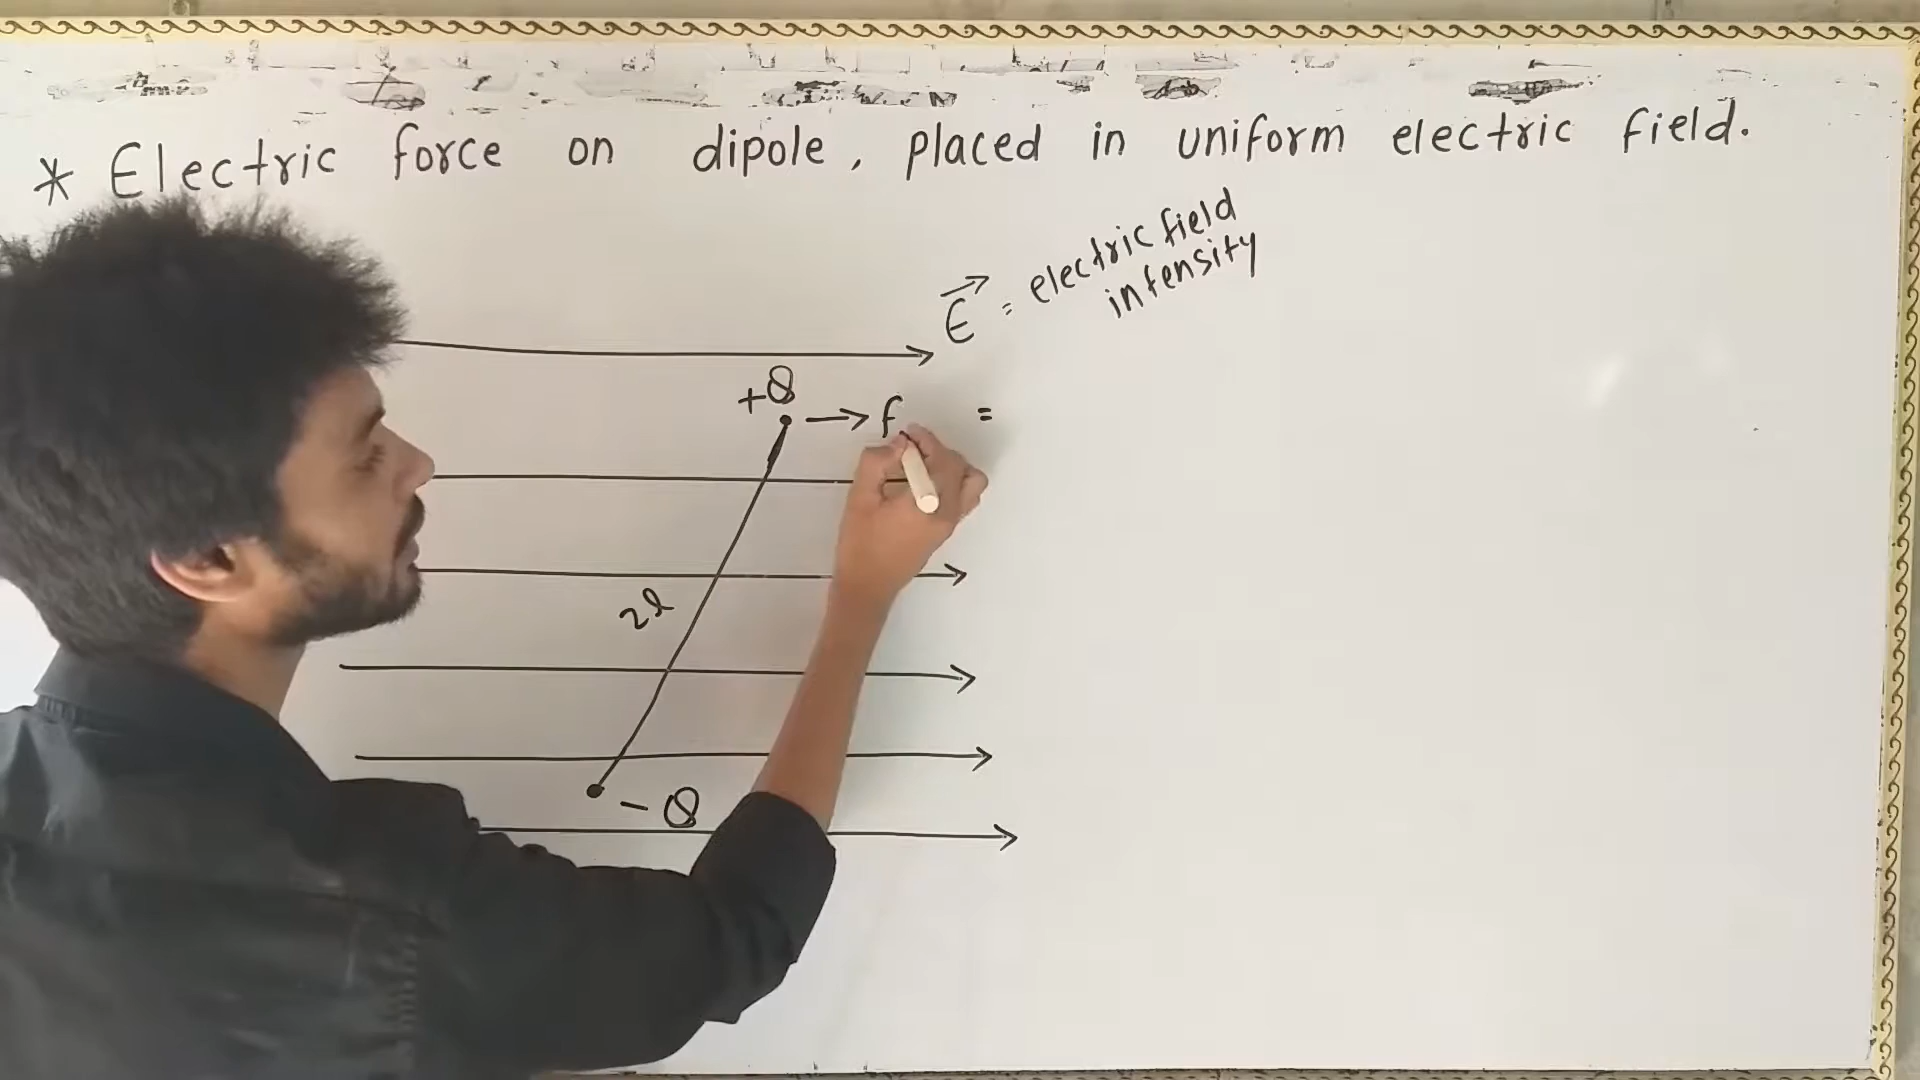 * Electric force on dipole, placed in uniform electric field.
E = electric field
intensity
+Q
f =
2l
- Q